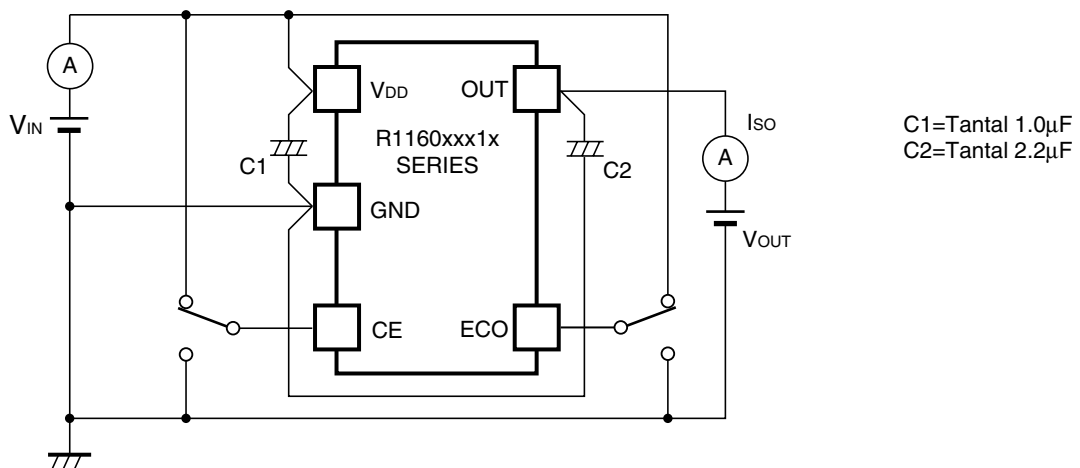 A
VIN
VDD
OUT
R1160xxx1x
SERIES
C1
C2
GND
CE
ECO
ISO
A
VOUT
C1=Tantal 1.0μF
C2=Tantal 2.2μF